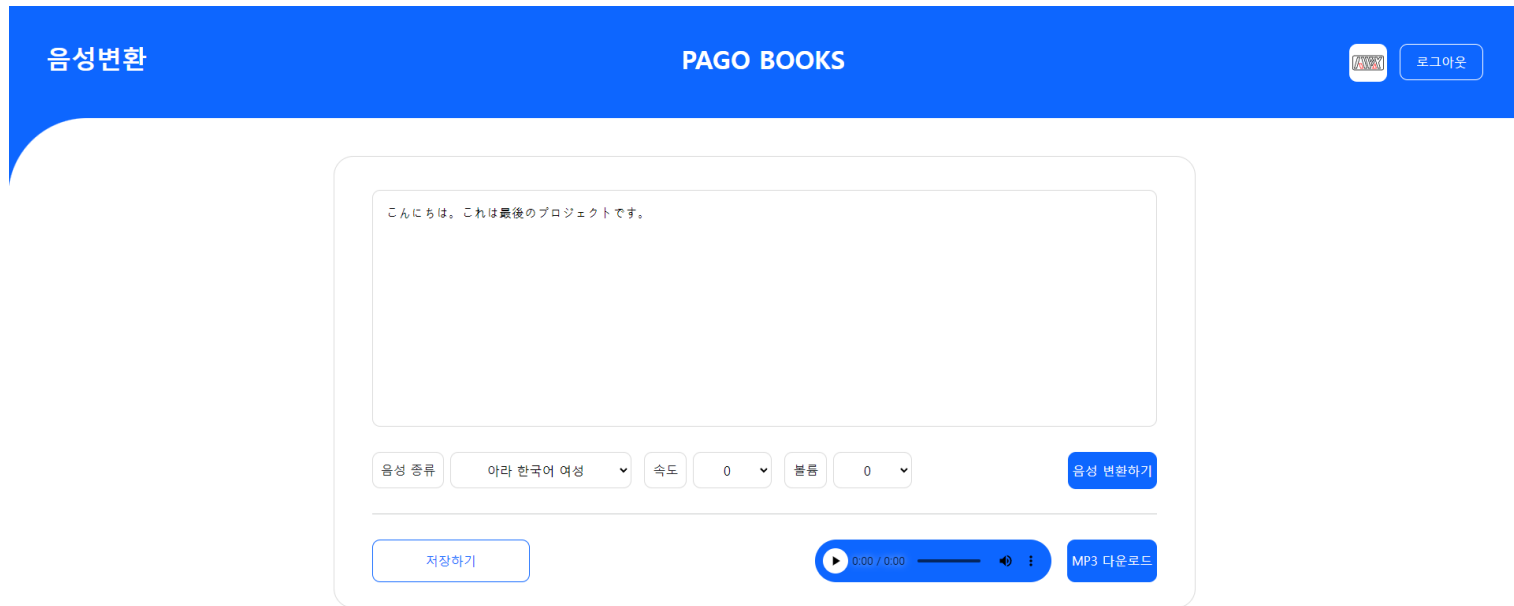 음성변환
PAGO BOOKS
로그아웃
こんにちは。これは最後のプロジェクトです。
음성 종류
아라 한국어 여성
속도
0
볼륨
0
음성 변환하기
저장하기
0:00 / 0:00
MP3 다운로드